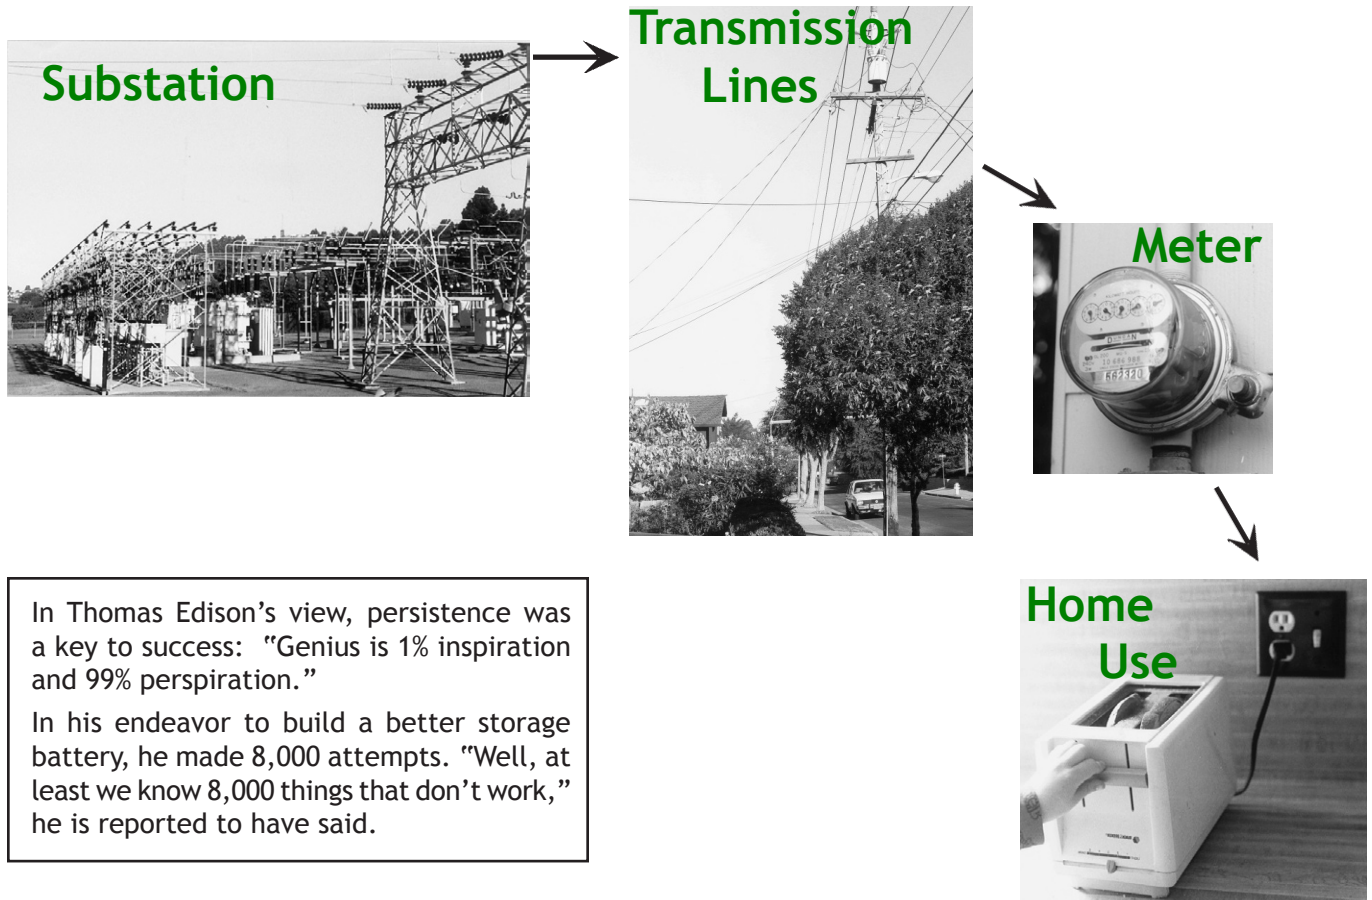 Substation
Transmission
Lines
Meter
562320
Home
Use
In Thomas Edison’s view, persistence was
a key to success:  “Genius is 1% inspiration
and 99% perspiration.”
In his endeavor to build a better storage
battery, he made 8,000 attempts. “Well, at
least we know 8,000 things that don’t work,”
he is reported to have said.